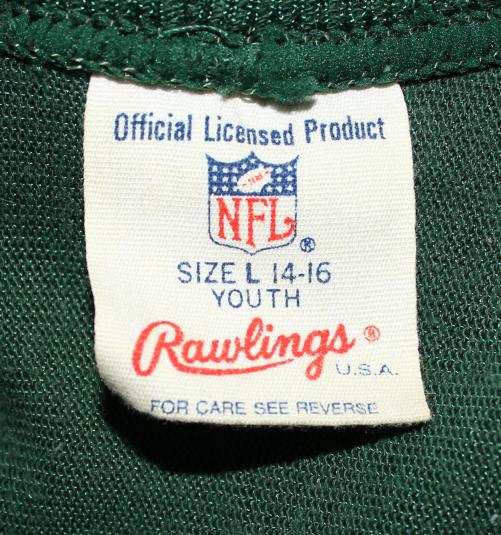 Official Licensed Product
NFL
®
SIZE L 14-16
YOUTH
Rawlings ®
U.S.A.
FOR CARE SEE REVERSE